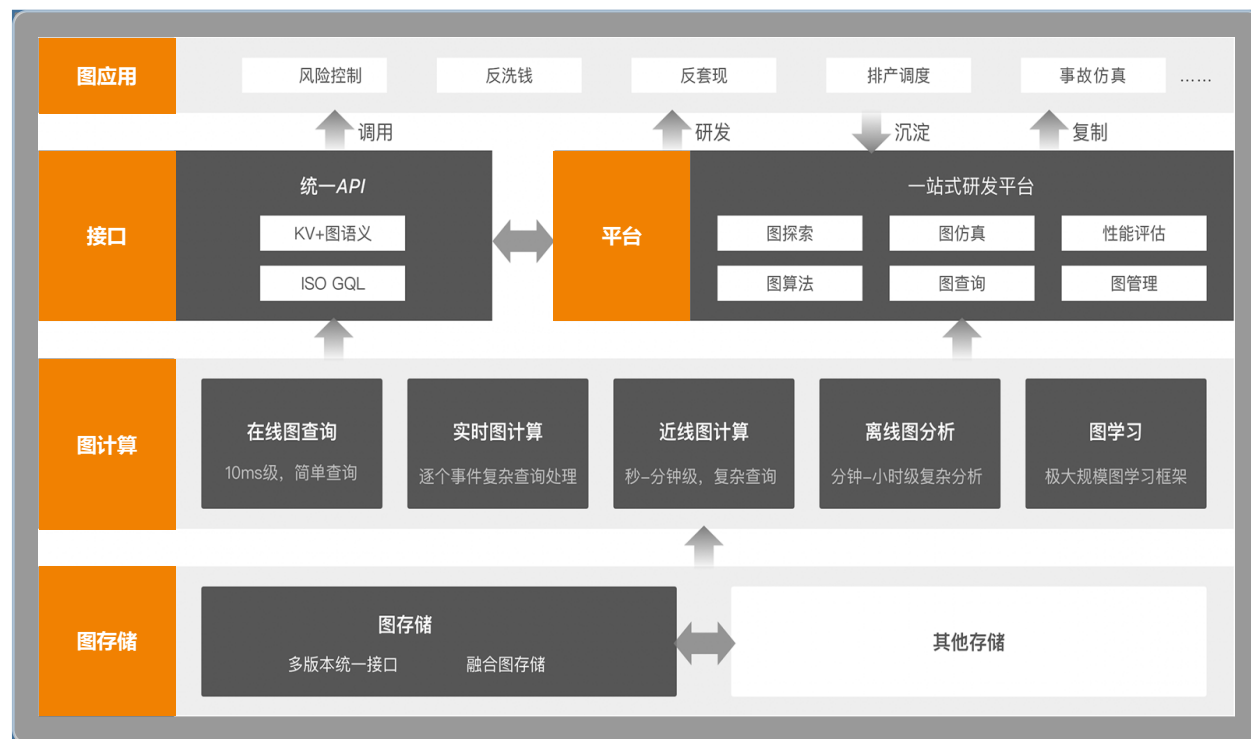 图应用
风险控制
反洗钱
反套现
排产调度
事故仿真
……
调用
研发
沉淀
复制
接口
统一API
KV+图语义
ISO GQL
平台
一站式研发平台
图探索
图仿真
性能评估
图算法
图查询
图管理
图计算
在线图查询
10ms级，简单查询
实时图计算
逐个事件复杂查询处理
近线图计算
秒-分钟级，复杂查询
离线图分析
分钟-小时级复杂分析
图学习
极大规模图学习框架
图存储
图存储
多版本统一接口
融合图存储
其他存储